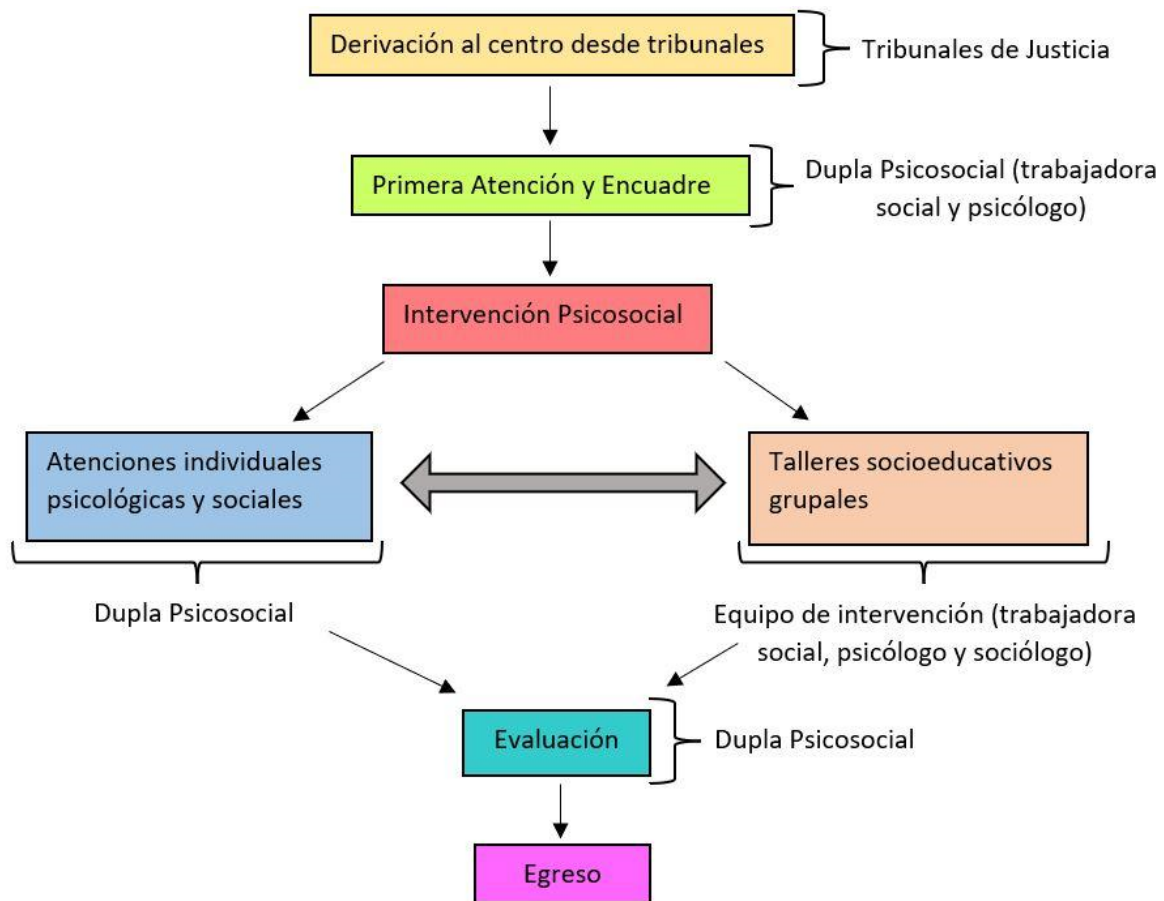 Derivación al centro desde tribunales
Tribunales de Justicia
Primera Atención y Encuadre
Dupla Psicosocial (trabajadora
social y psicólogo)
Intervención Psicosocial
Atenciones individuales
psicológicas y sociales
Talleres socioeducativos
grupales
Dupla Psicosocial
Equipo de intervención (trabajadora
social, psicólogo y sociólogo)
Evaluación
Dupla Psicosocial
Egreso